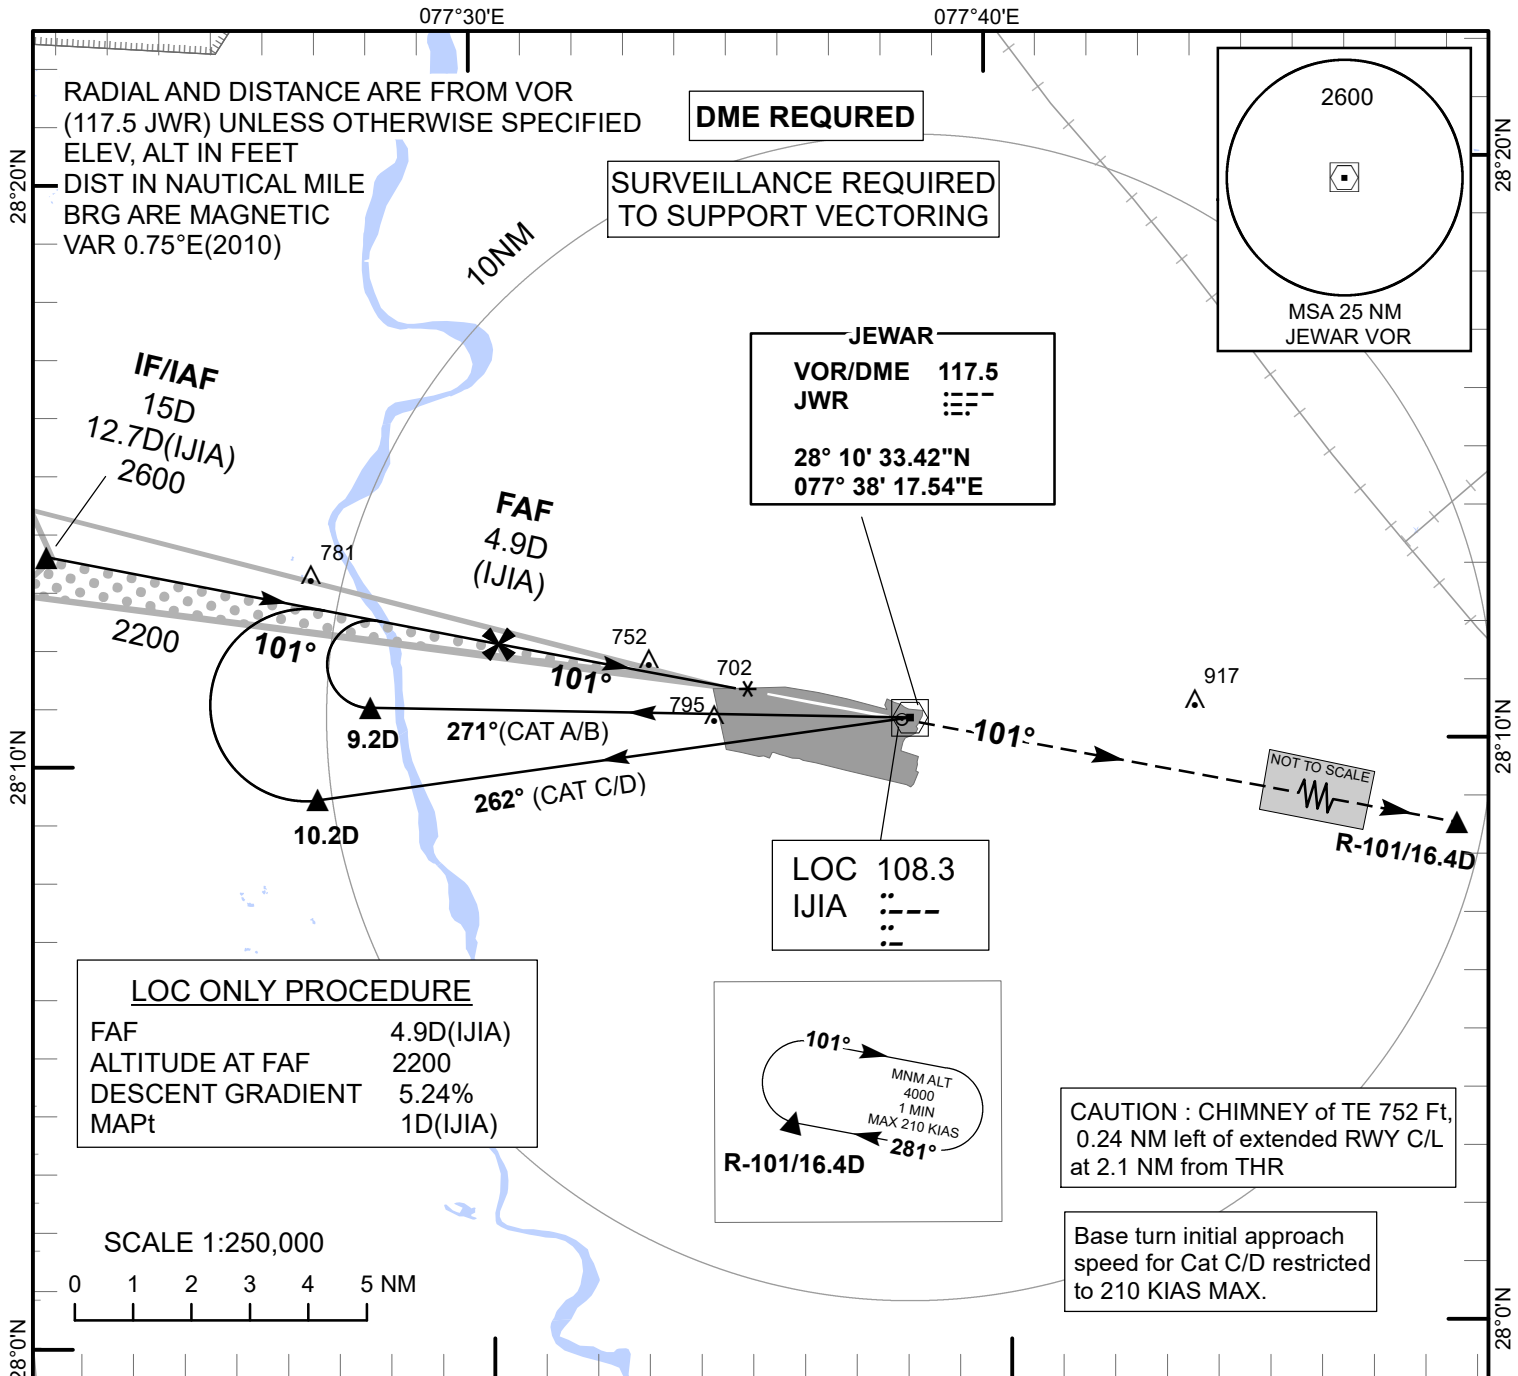 077°30'E
077°40'E
RADIAL AND DISTANCE ARE FROM VOR
(117.5 JWR) UNLESS OTHERWISE SPECIFIED
ELEV, ALT IN FEET
DIST IN NAUTICAL MILE
BRG ARE MAGNETIC
VAR 0.75°E(2010)
DME REQURED
SURVEILLANCE REQUIRED
TO SUPPORT VECTORING
2600
MSA 25 NM
JEWAR VOR
28°20'N
28°20'N
10NM
JEWAR
VOR/DME 117.5
JWR
28° 10' 33.42"N
077° 38' 17.54"E
IF/IAF
15D
12.7D(IJIA)
2600
FAF
4.9D
(IJIA)
781
2200
101°
752
101°
702
795
917
9.2D
271°(CAT A/B)
101°
262° (CAT C/D)
10.2D
NOT TO SCALE
R-101/16.4D
28°10'N
28°10'N
LOC 108.3
IJIA
LOC ONLY PROCEDURE
FAF 4.9D(IJIA)
ALTITUDE AT FAF 2200
DESCENT GRADIENT 5.24%
MAPt 1D(IJIA)
101°
MNM ALT
4000
1 MIN
MAX 210 KIAS
281°
R-101/16.4D
CAUTION : CHIMNEY of TE 752 Ft,
0.24 NM left of extended RWY C/L
at 2.1 NM from THR
Base turn initial approach
speed for Cat C/D restricted
to 210 KIAS MAX.
SCALE 1:250,000
0 1 2 3 4 5 NM
28°0'N
28°0'N